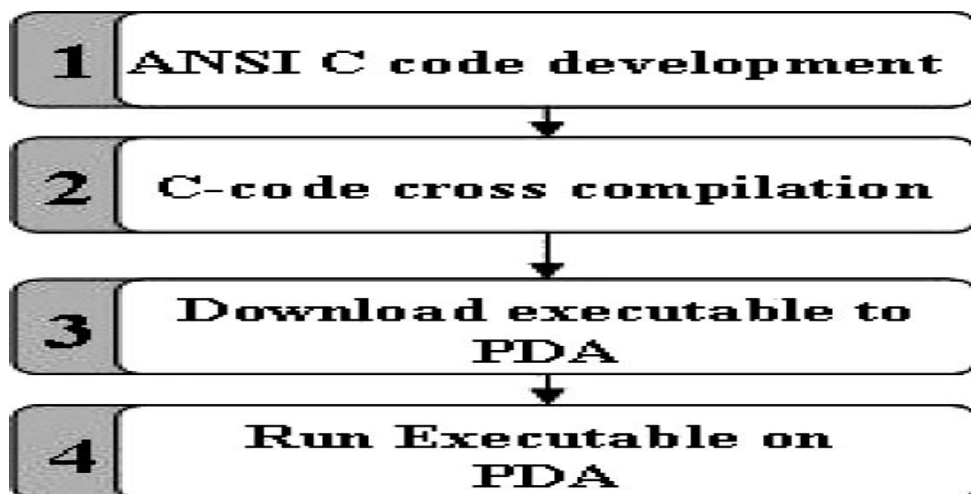 1 ANSI C code development
2 C-code cross compilation
3 Download executable to
PDA
4 Run Executable on
PDA